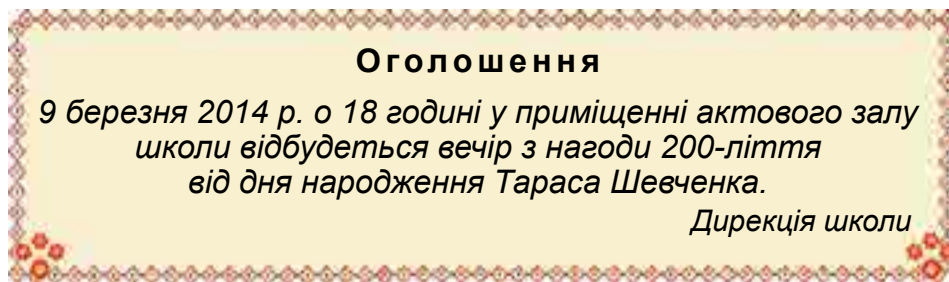 Оголошення
9 березня 2014 р. о 18 годині у приміщенні актового залу
школи відбудеться вечір з нагоди 200-ліття
від дня народження Тараса Шевченка.
Дирекція школи